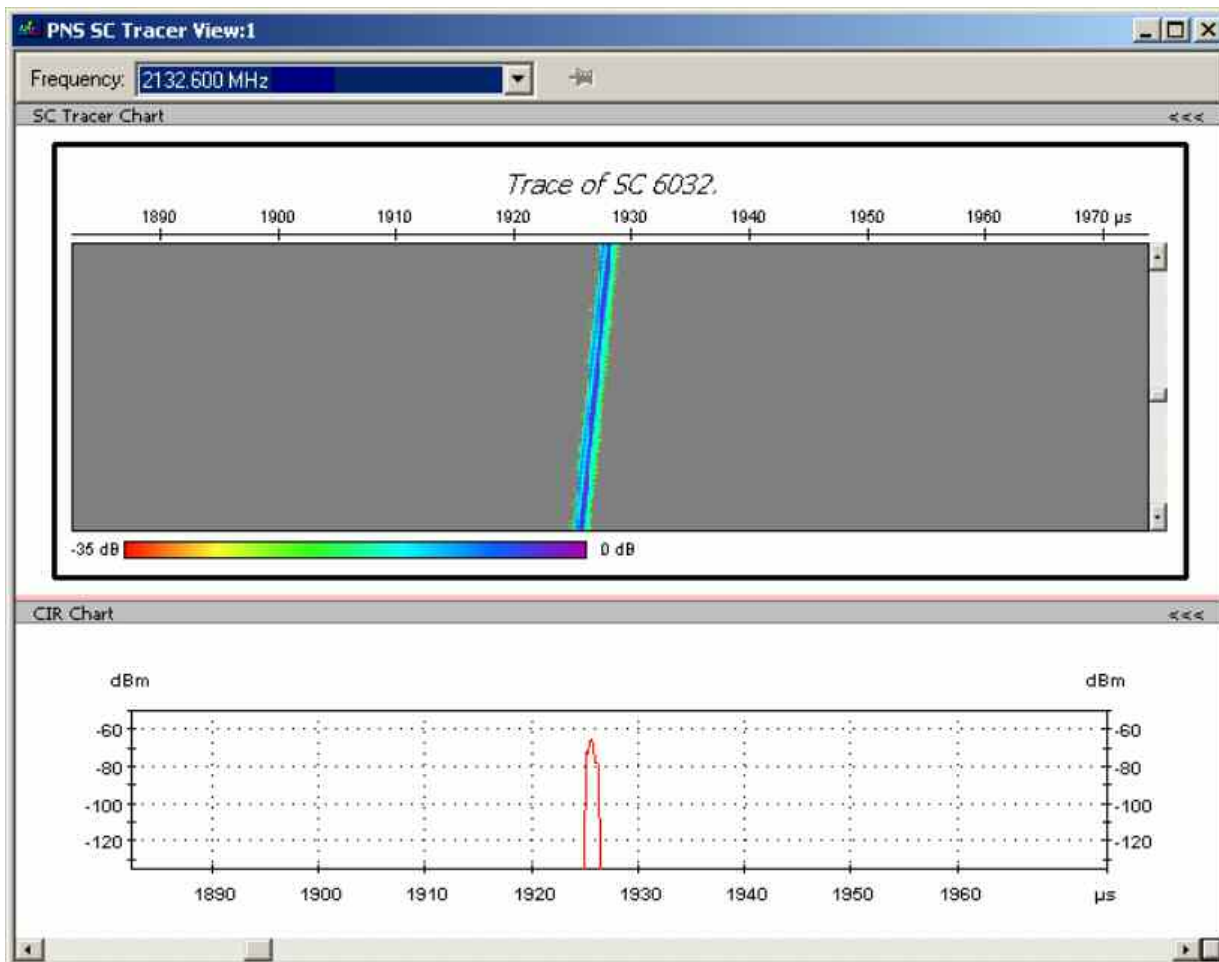 PNS SC Tracer View:1
Frequency: 2132.600 MHz
SC Tracer Chart <<<
Trace of SC 6032.
1890 1900 1910 1920 1930 1940 1950 1960 1970 µs
-35 dB 0 dB
CIR Chart <<<
dBm dBm
-60 -60
-80 -80
-100 -100
-120 -120
1890 1900 1910 1920 1930 1940 1950 1960 µs